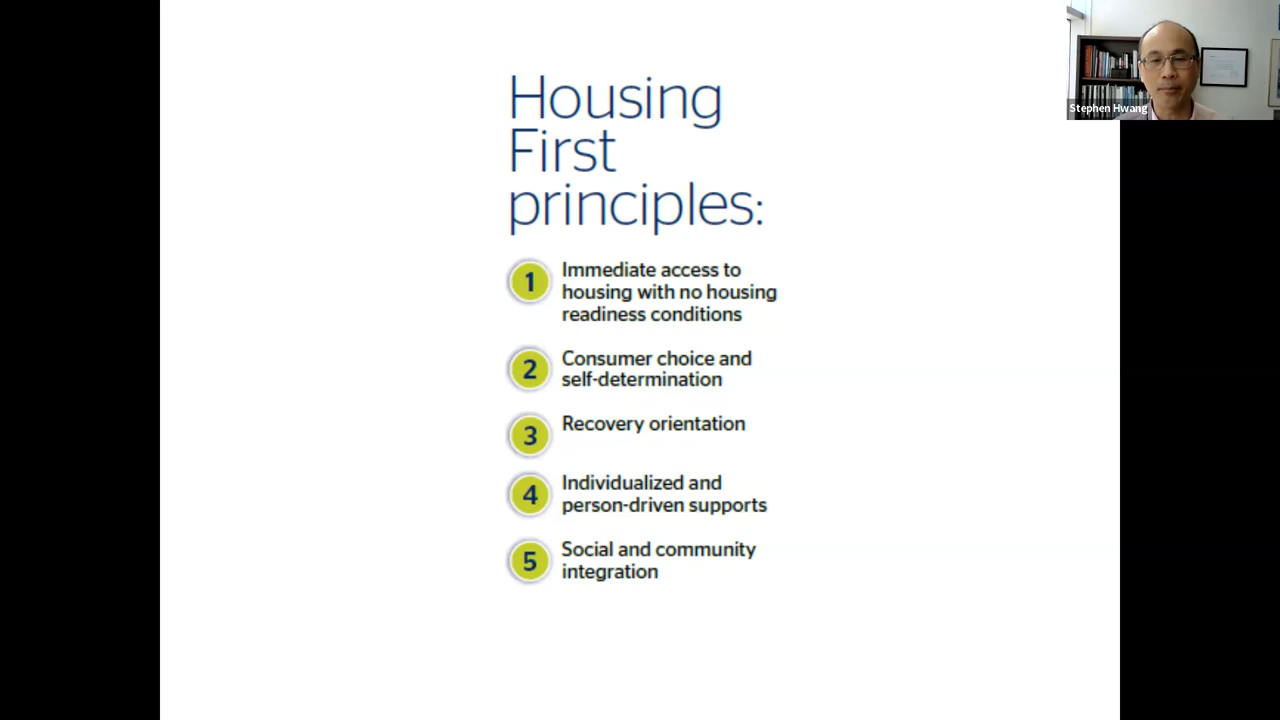 Housing
First
principles:
1 Immediate access to
housing with no housing
readiness conditions
2 Consumer choice and
self-determination
3 Recovery orientation
4 Individualized and
person-driven supports
5 Social and community
integration
Stephen Hwang